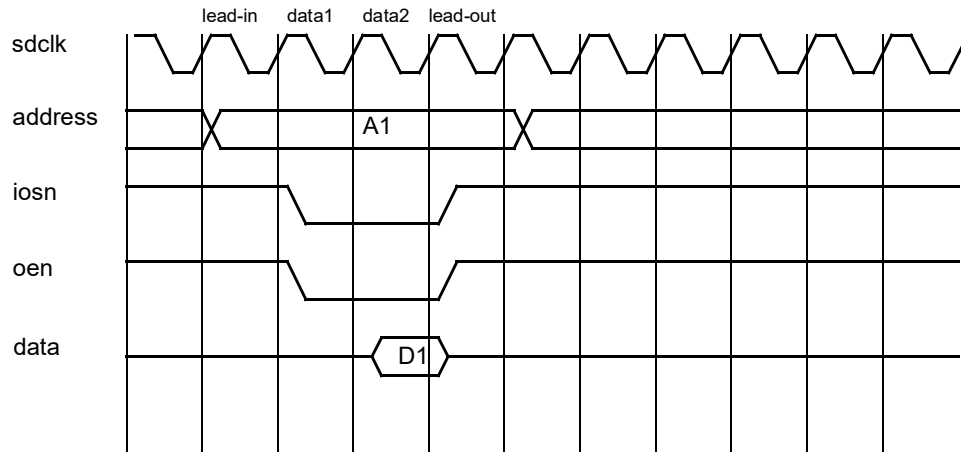 lead-in data1 data2 lead-out
sdclk
address
A1
iosn
oen
data
D1